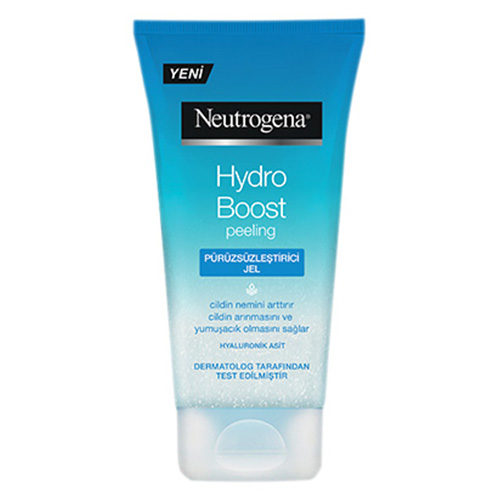 YENİ
Neutrogena®
Hydro
Boost
peeling
PÜRÜZSÜZLEŞTİRİCİ
JEL
cildin nemini arttırır
cildin arınmasını ve
yumuşacık olmasını sağlar
HYALURONİK ASİT
DERMATOLOG TARAFINDAN
TEST EDİLMİŞTİR